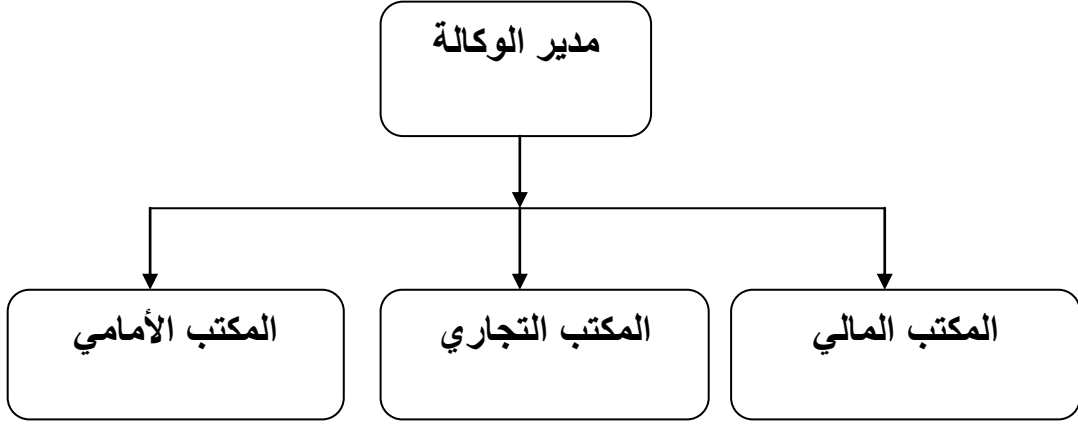 مدير الوكالة
المكتب المالي
المكتب التجاري
المكتب الأمامي